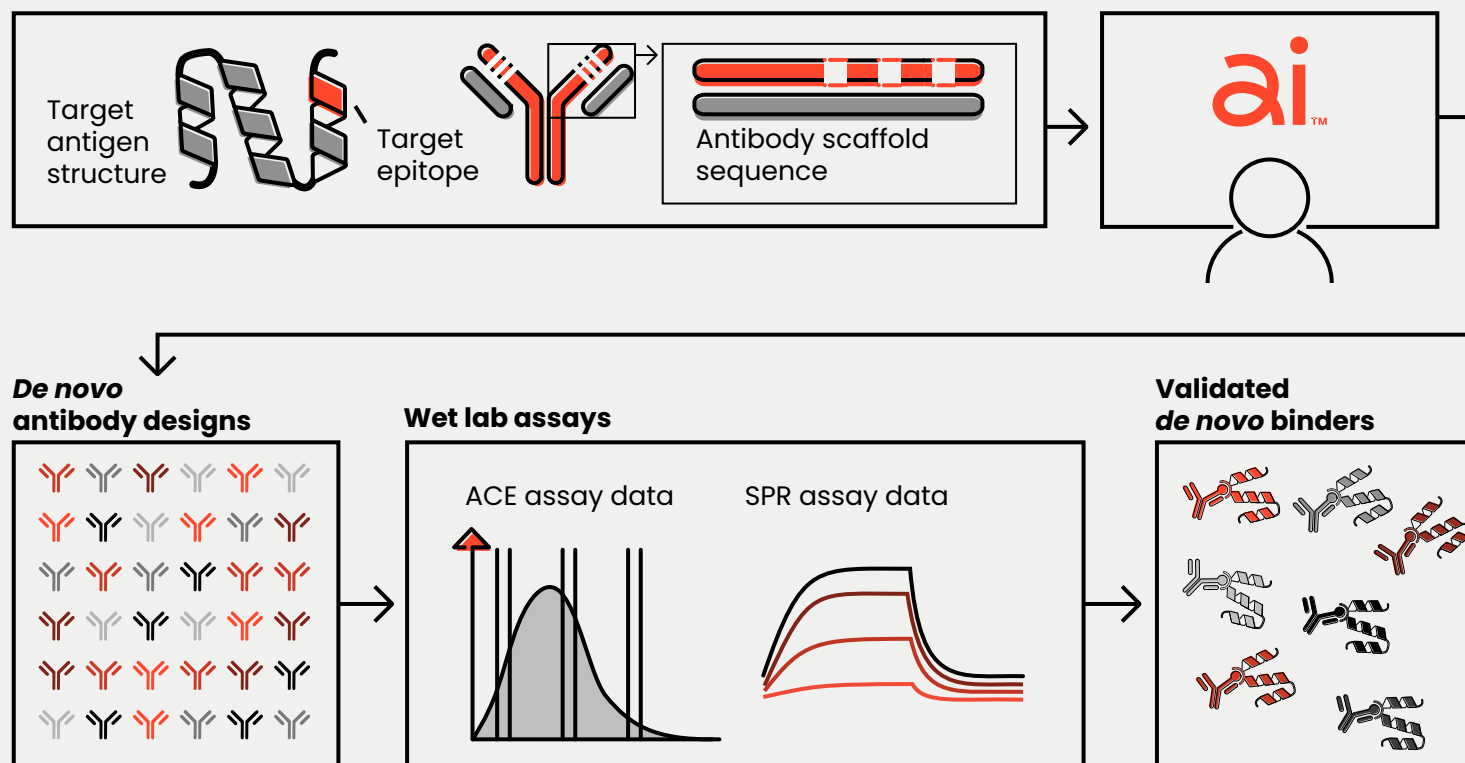 Target
antigen
structure
Target
epitope
Antibody scaffold
sequence
ai™
De novo
antibody designs
Wet lab assays
Validated
de novo binders
ACE assay data
SPR assay data